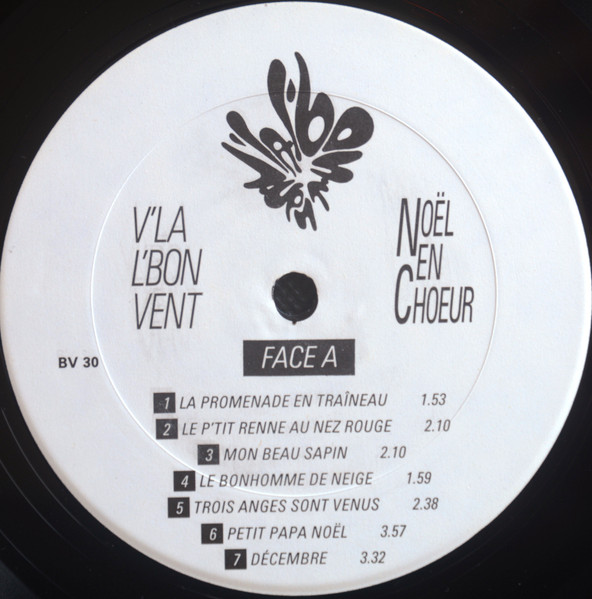 V'LA
L'BON
VENT
NOËL
EN
CHOEUR
FACE A
BV 30
1 LA PROMENADE EN TRAÎNEAU 1.53
2 LE P'TIT RENNE AU NEZ ROUGE 2.10
3 MON BEAU SAPIN 2.10
4 LE BONHOMME DE NEIGE 1.59
5 TROIS ANGES SONT VENUS 2.38
6 PETIT PAPA NOËL 3.57
7 DÉCEMBRE 3.32